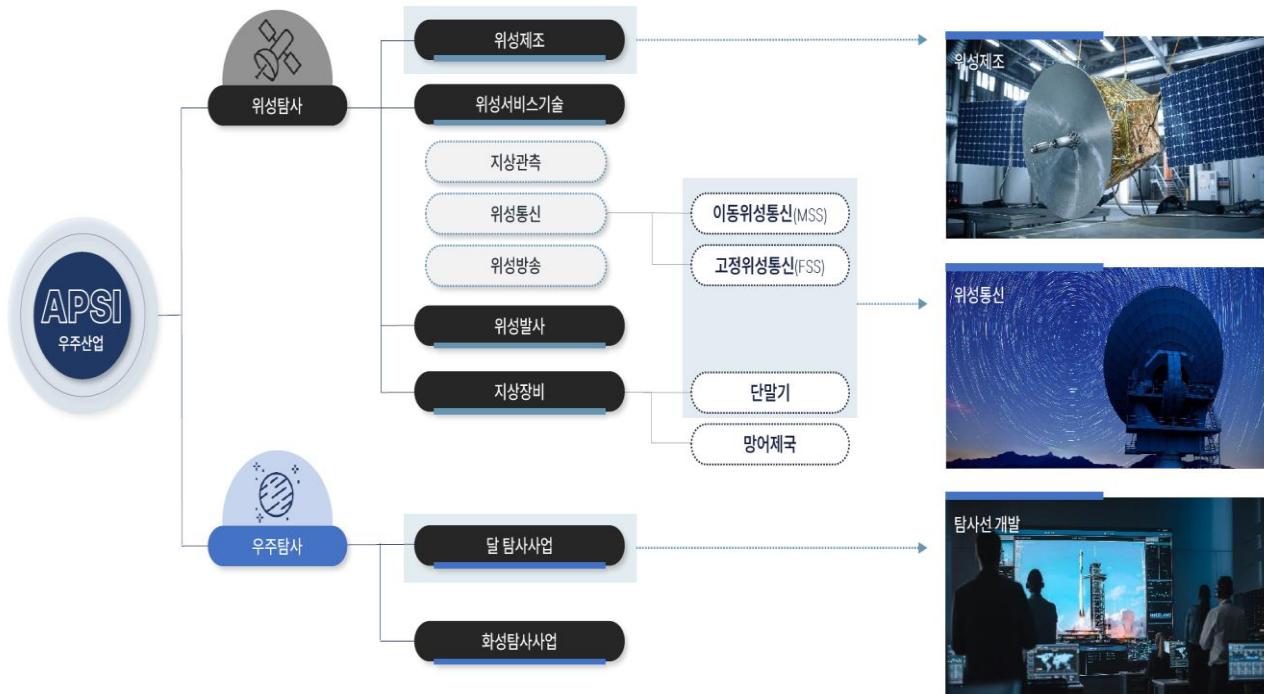 APSI
우주산업
위성탐사
위성제조
위성서비스기술
지상관측
위성통신
위성방송
위성발사
지상장비
이동위성통신(MSS)
고정위성통신(FSS)
단말기
망어제국
우주탐사
달 탐사사업
화성탐사사업
위성제조
위성통신
탐사선 개발